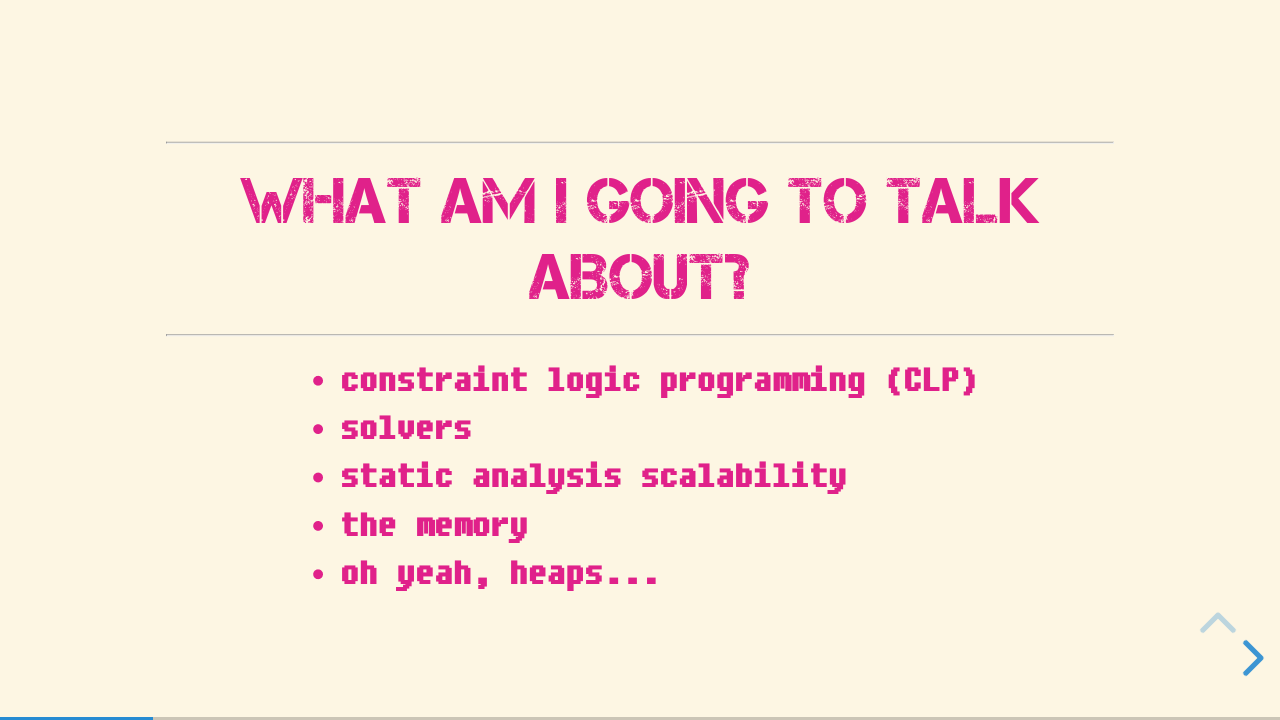 WHAT AM I GOING TO TALK
ABOUT?
• constraint logic programming (CLP)
• solvers
• static analysis scalability
• the memory
• oh yeah, heaps...